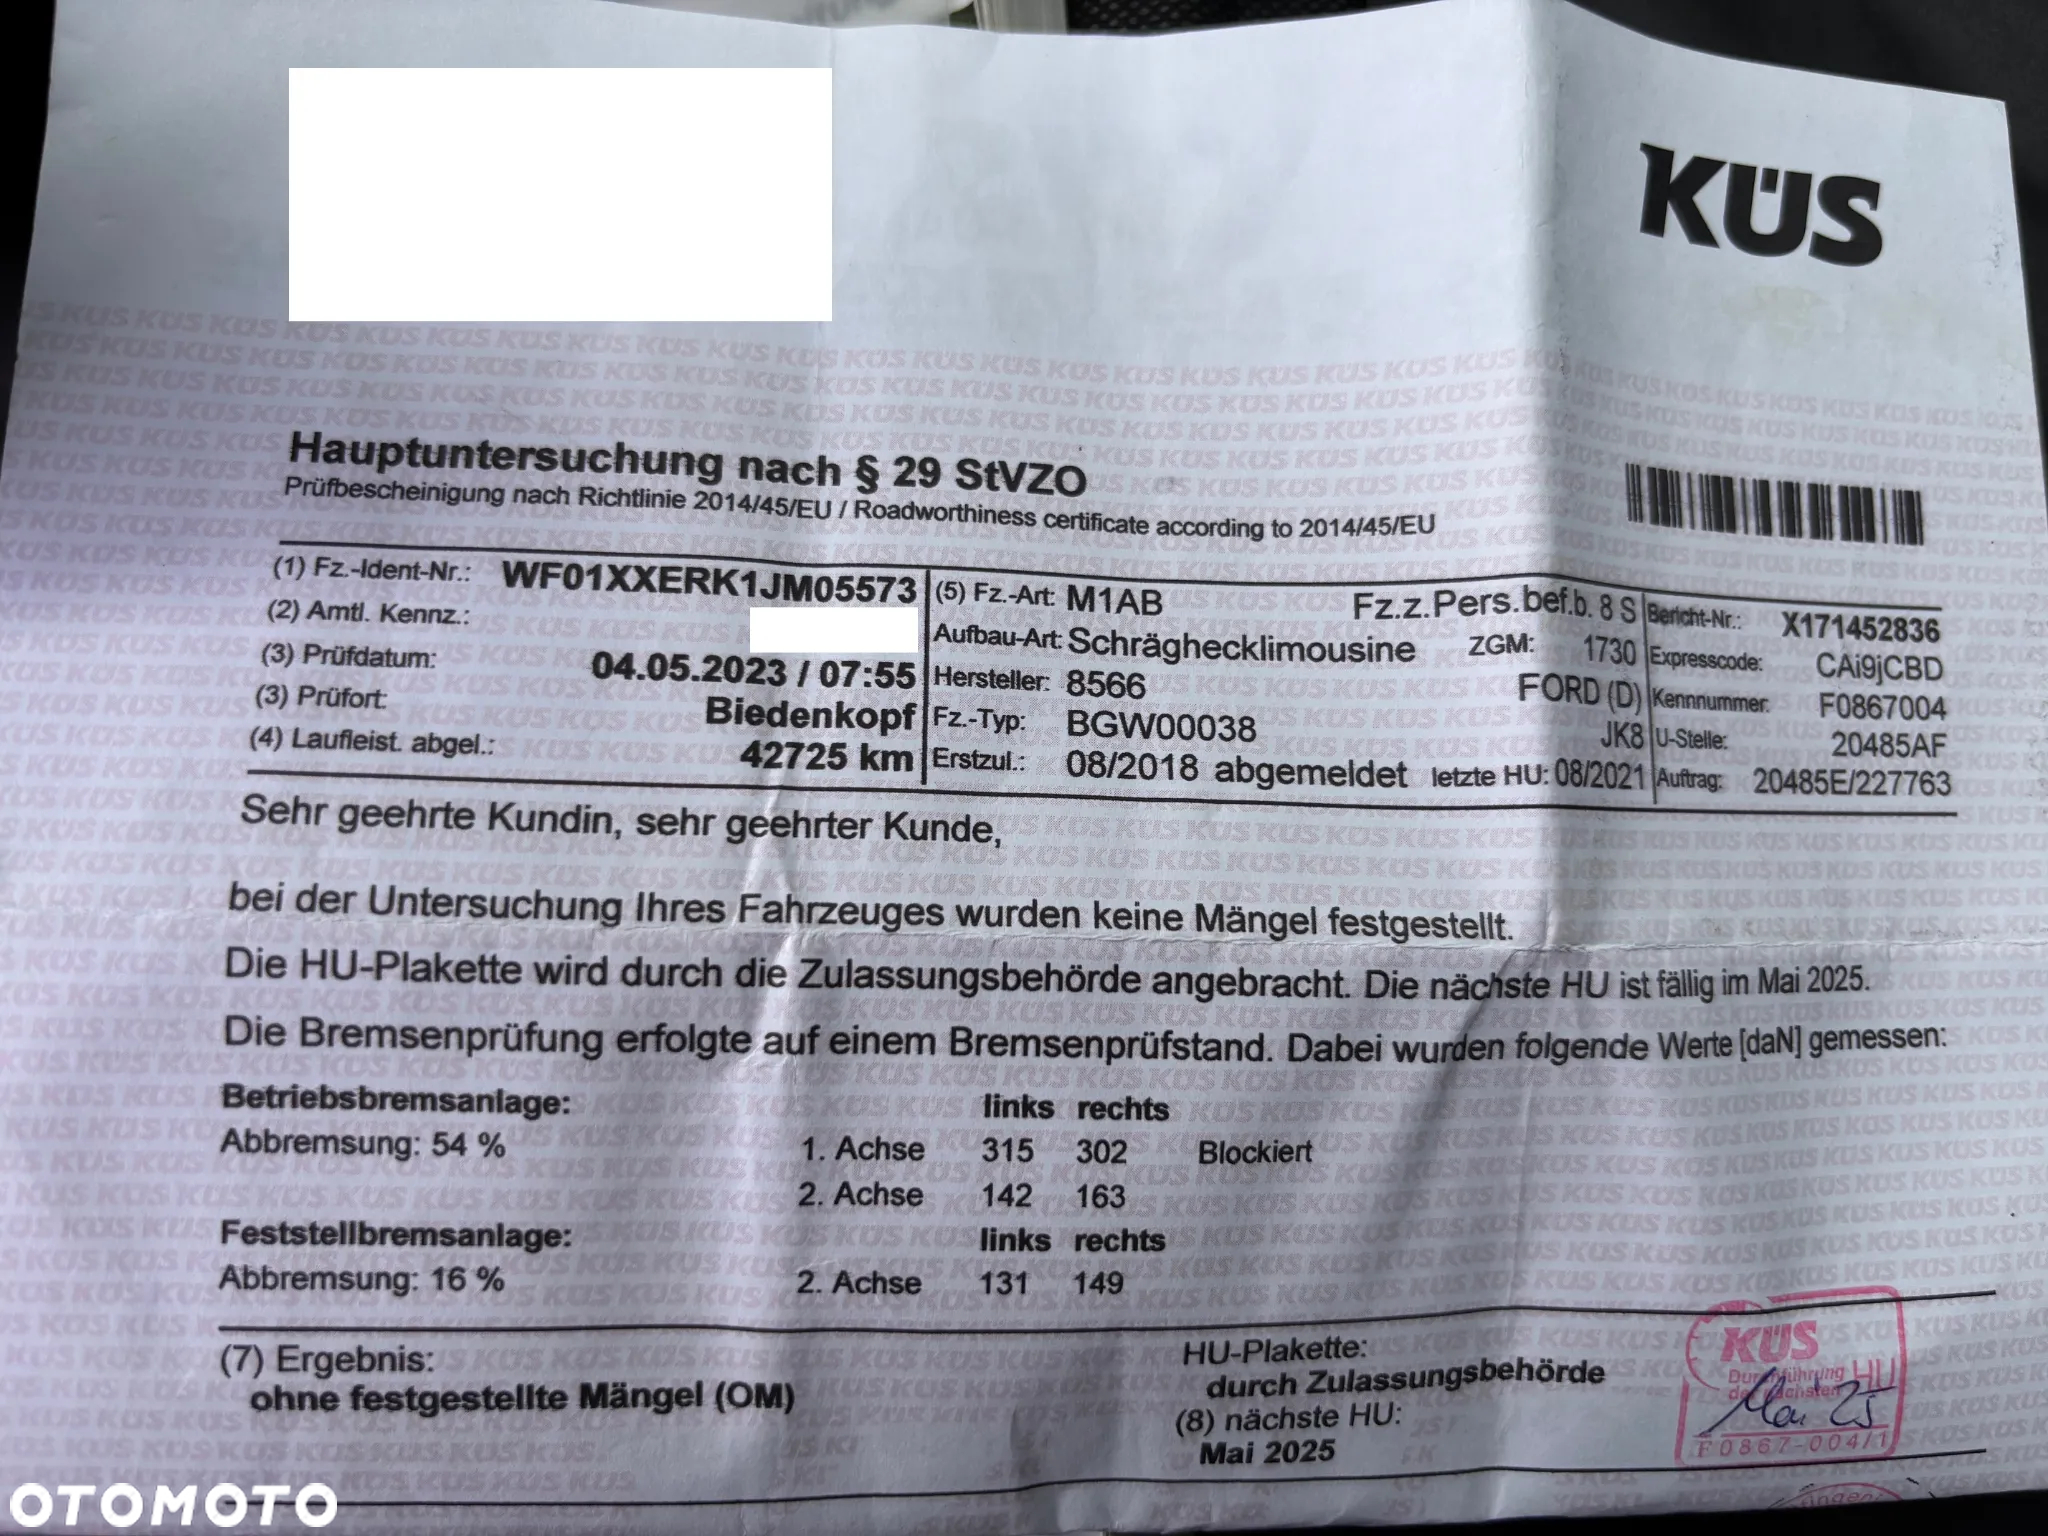 KÜS
Hauptuntersuchung nach § 29 StVZO
Prüfbescheinigung nach Richtlinie 2014/45/EU / Roadworthiness certificate according to 2014/45/EU
(1) Fz.-Ident-Nr.: WF01XXERK1JM05573
(2) Amtl. Kennz.:
(3) Prüfdatum: 04.05.2023 / 07:55
(3) Prüfort: Biedenkopf
(4) Laufleist. abgel.: 42725 km
(5) Fz.-Art: M1AB Fz.z.Pers.bef.b. 8 S
Aufbau-Art: Schräghecklimousine ZGM: 1730
Hersteller: 8566 FORD (D)
Fz.-Typ: BGW00038 JK8
Erstzul.: 08/2018 abgemeldet letzte HU: 08/2021
Bericht-Nr.: X171452836
Expresscode: CAi9jCBD
Kennnummer: F0867004
U-Stelle: 20485AF
Auftrag: 20485E/227763
Sehr geehrte Kundin, sehr geehrter Kunde,
bei der Untersuchung Ihres Fahrzeuges wurden keine Mängel festgestellt.
Die HU-Plakette wird durch die Zulassungsbehörde angebracht. Die nächste HU ist fällig im Mai 2025.
Die Bremsenprüfung erfolgte auf einem Bremsenprüfstand. Dabei wurden folgende Werte [daN] gemessen:
Betriebsbremsanlage: links rechts
Abbremsung: 54 % 1. Achse 315 302 Blockiert
2. Achse 142 163
Feststellbremsanlage: links rechts
Abbremsung: 16 % 2. Achse 131 149
(7) Ergebnis:
ohne festgestellte Mängel (OM)
HU-Plakette:
durch Zulassungsbehörde
(8) nächste HU:
Mai 2025
KÜS
Durchführung HU
der nächsten
Mai 25
F0867-004/1
OTOMOTO